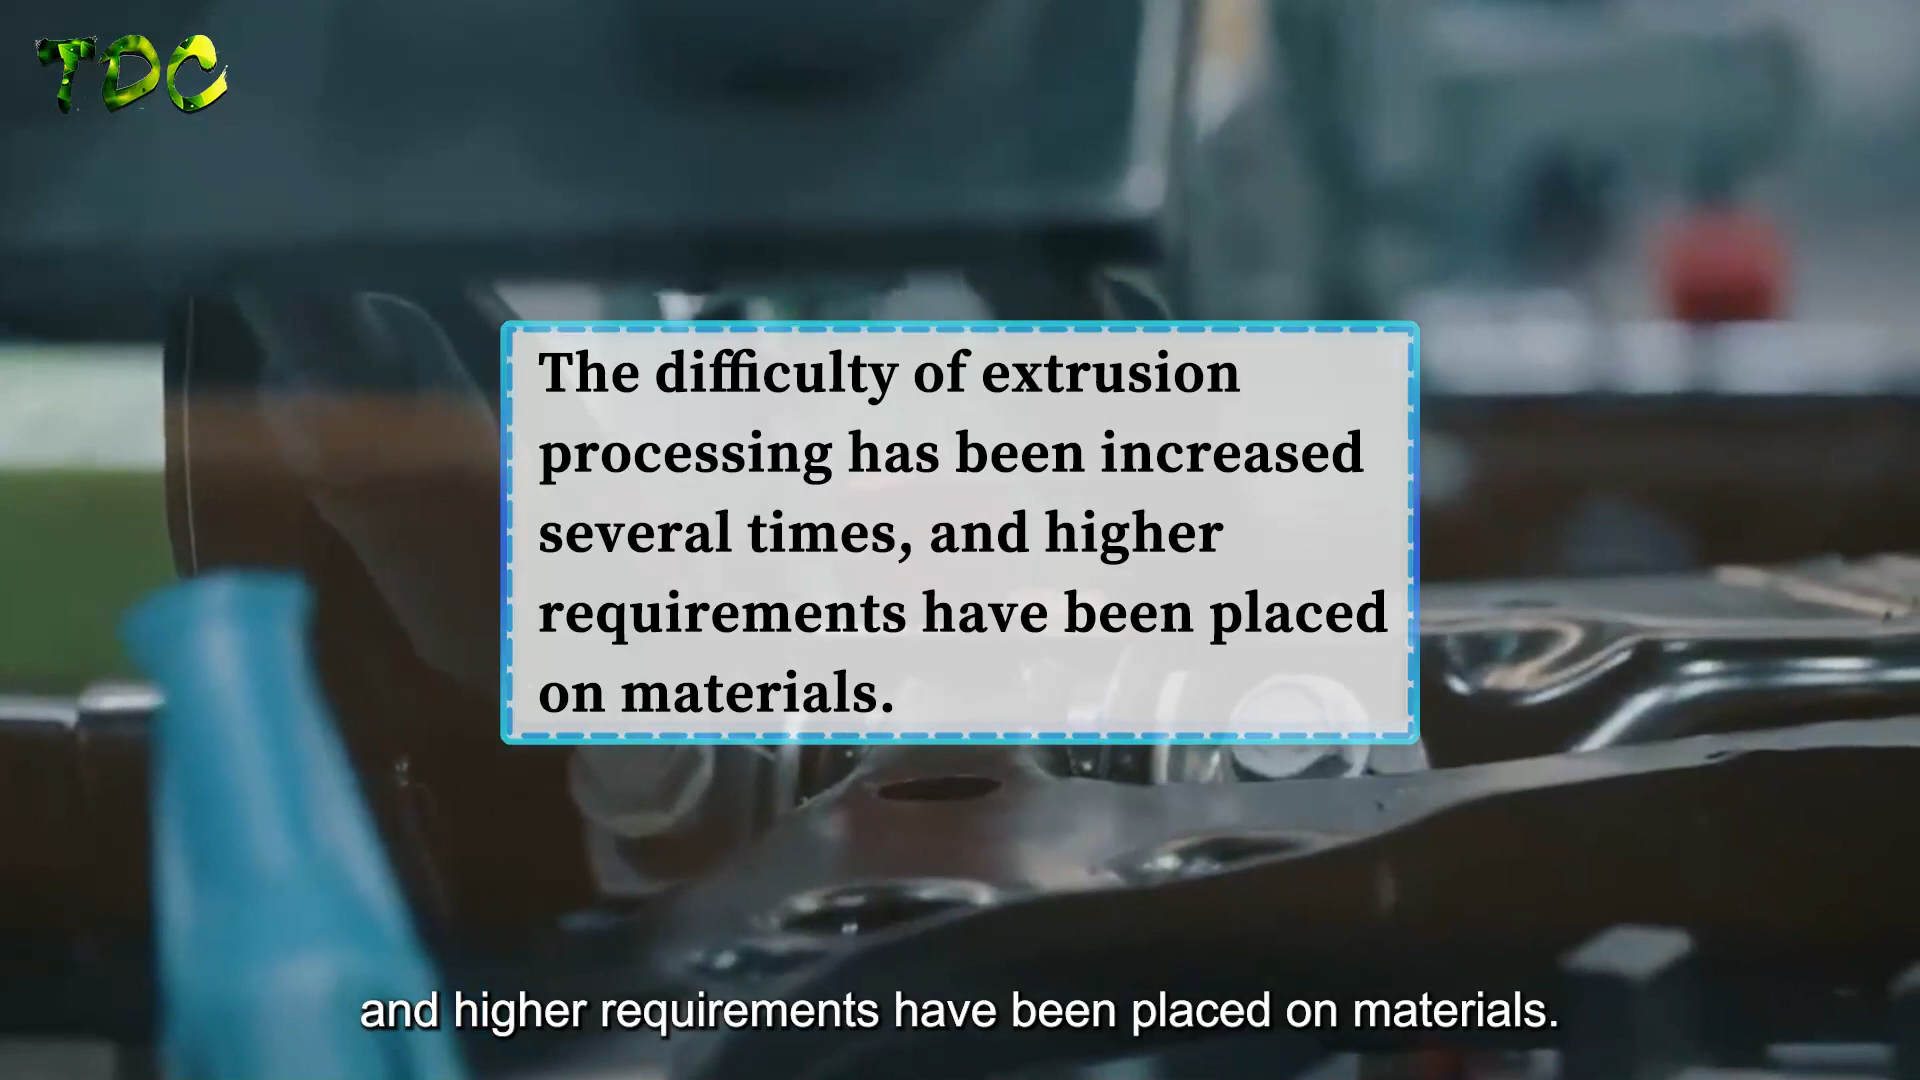 TDC
The difficulty of extrusion
processing has been increased
several times, and higher
requirements have been placed
on materials.
and higher requirements have been placed on materials.